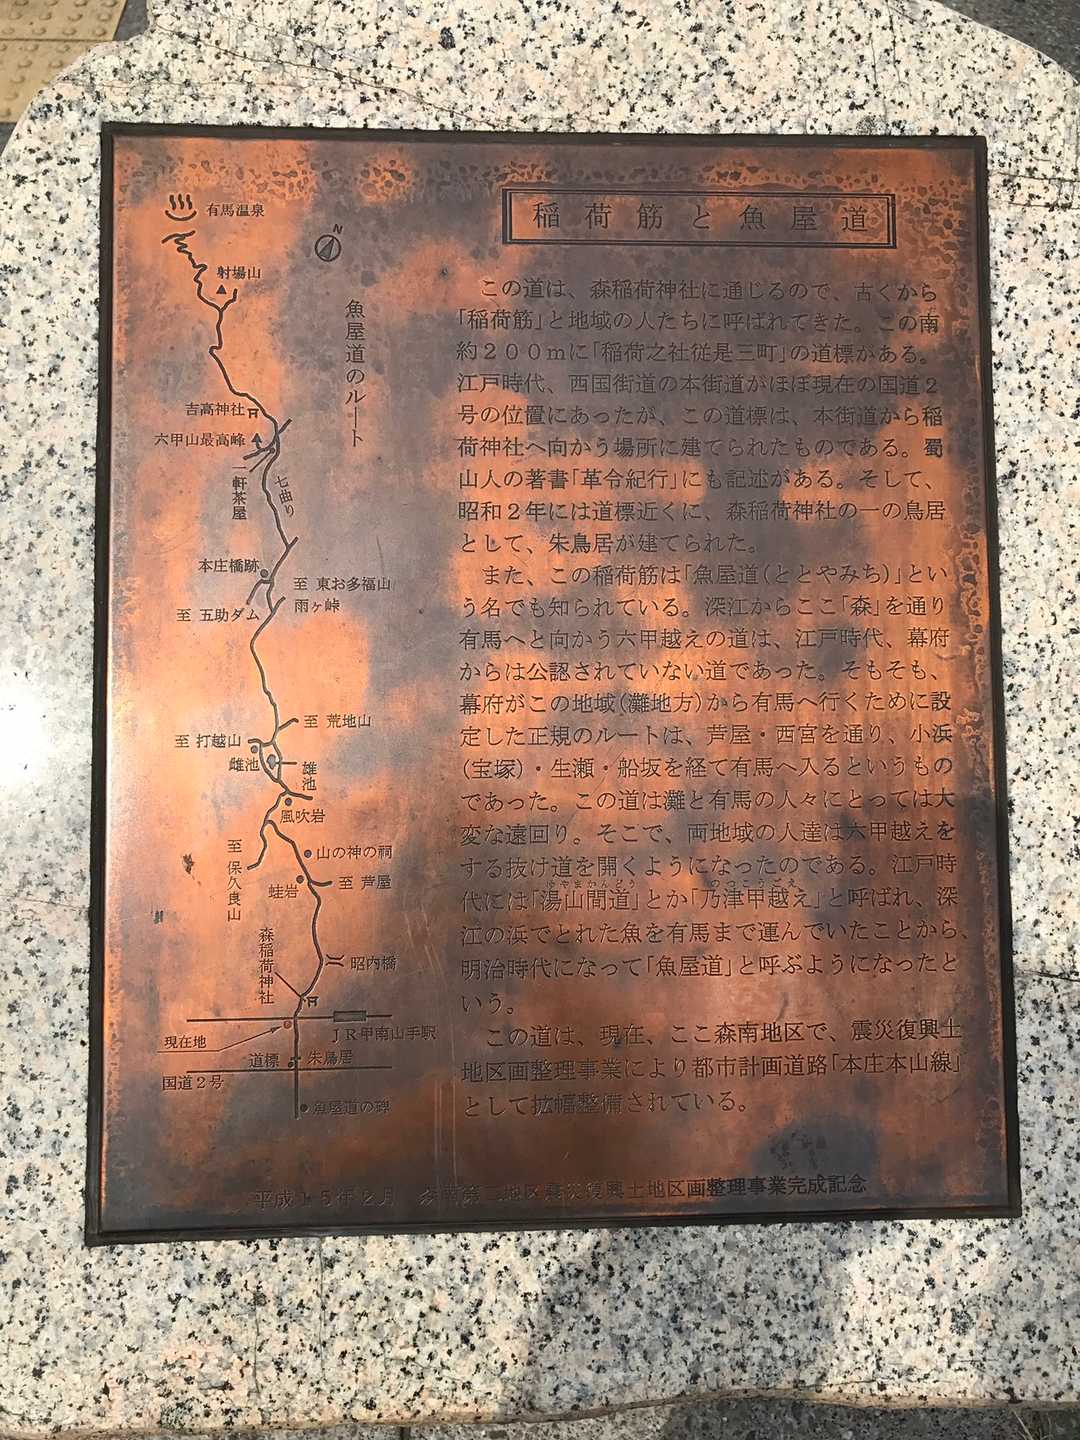 稲荷筋と魚屋道
この道は、森稲荷神社に通じるので、古くから
「稲荷筋」と地域の人たちに呼ばれてきた。この南
約200mに「稲荷之社従是三町」の道標がある。
江戸時代、西国街道の本街道がほぼ現在の国道2
号の位置にあったが、この道標は、本街道から稲
荷神社へ向かう場所に建てられたものである。蜀
山人の著書「革令紀行」にも記述がある。そして、
昭和2年には道標近くに、森稲荷神社の一の鳥居
として、朱鳥居が建てられた。
また、この稲荷筋は「魚屋道(ととやみち)」とい
う名でも知られている。深江からここ「森」を通り
有馬へと向かう六甲越えの道は、江戸時代、幕府
からは公認されていない道であった。そもそも、
幕府がこの地域(灘地方)から有馬へ行くために設
定した正規のルートは、芦屋・西宮を通り、小浜
(宝塚)・生瀬・船坂を経て有馬へ入るというもの
であった。この道は灘と有馬の人々にとっては大
変な遠回り。そこで、両地域の人達は六甲越えを
する抜け道を開くようになったのである。江戸時
ゆやまかんどう のつこうごえ
代には「湯山間道」とか「乃津甲越え」と呼ばれ、深
江の浜でとれた魚を有馬まで運んでいたことから、
明治時代になって「魚屋道」と呼ぶようになったと
いう。
この道は、現在、ここ森南地区で、震災復興土
地区画整理事業により都市計画道路「本庄本山線」
として拡幅整備されている。
平成15年2月 森南第二地区震災復興土地区画整理事業完成記念
魚屋道のルート
N
有馬温泉
射場山
吉高神社
六甲山最高峰
一軒茶屋
七曲り
本庄橋跡
至 東お多福山
雨ヶ峠
至 五助ダム
至 荒地山
至 打越山
雌池
雄池
風吹岩
至 保久良山
山の神の祠
至 芦屋
蛙岩
森稲荷神社
昭内橋
JR甲南山手駅
現在地
道標
朱鳥居
国道2号
魚屋道の碑